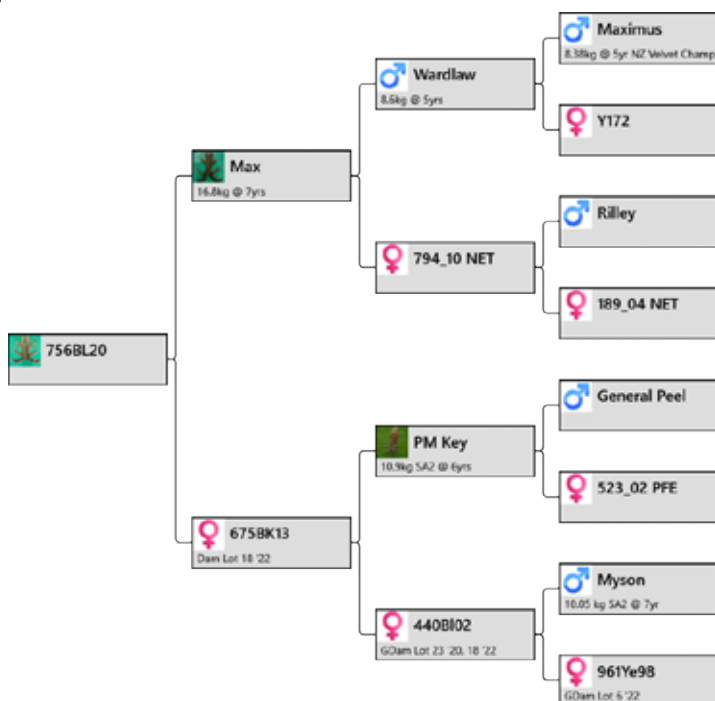 Maximus
8.38kg @ 5yr NZ Velvet Champ
Wardlaw
8.6kg @ 5yrs
Y172
Max
16.8kg @ 7yrs
Rilley
794_10 NET
189_04 NET
756BL20
General Peel
PM Key
10.9kg SA2 @ 6yrs
523_02 PFE
675BK13
Dam Lot 18 '22
Myson
10.05 kg SA2 @ 7yr
440Bl02
GDam Lot 23 '20, 18 '22
961Ye98
GDam Lot 6 '22